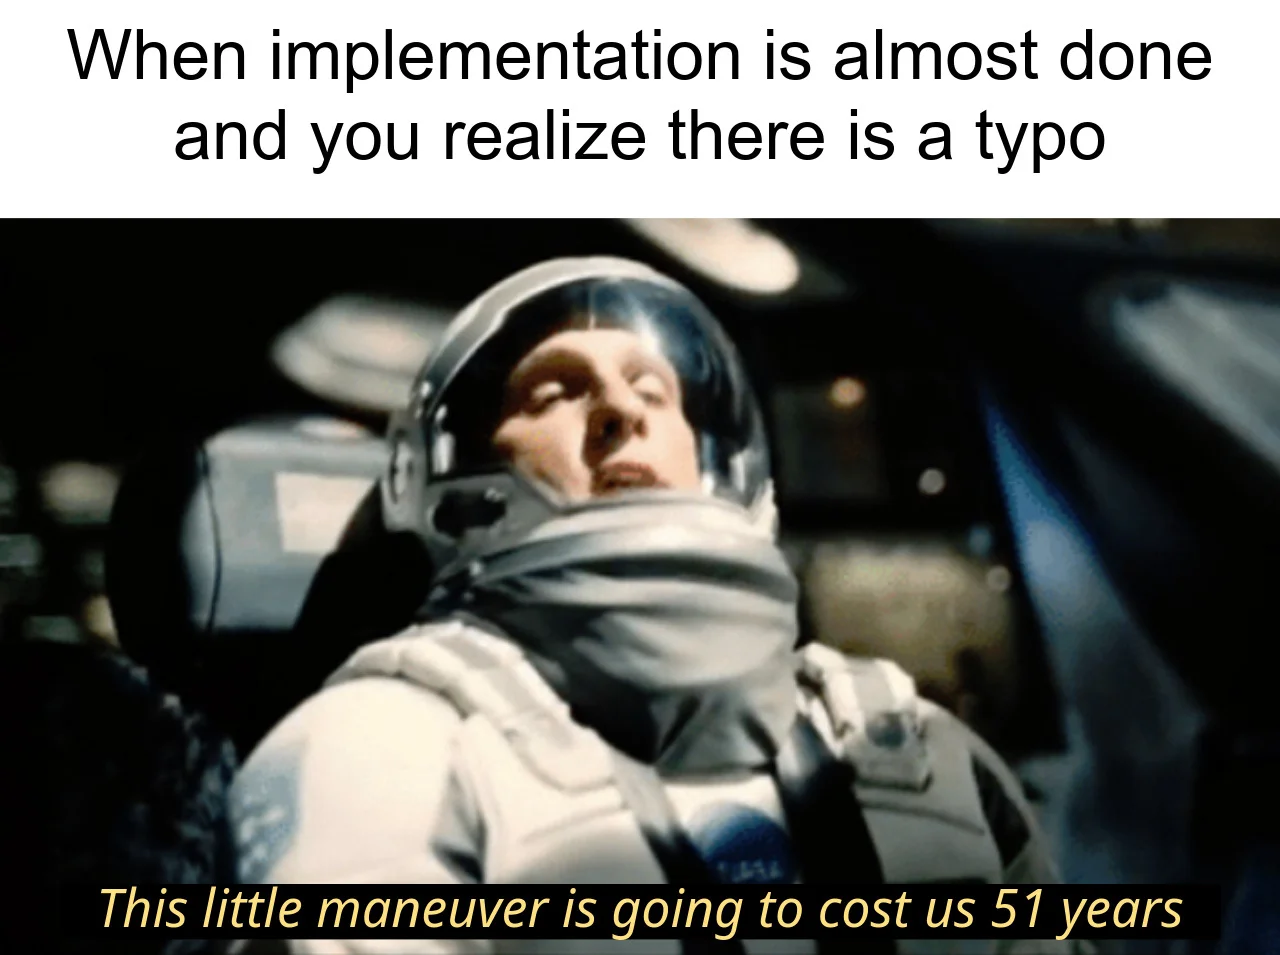 When implementation is almost done
and you realize there is a typo
This little maneuver is going to cost us 51 years